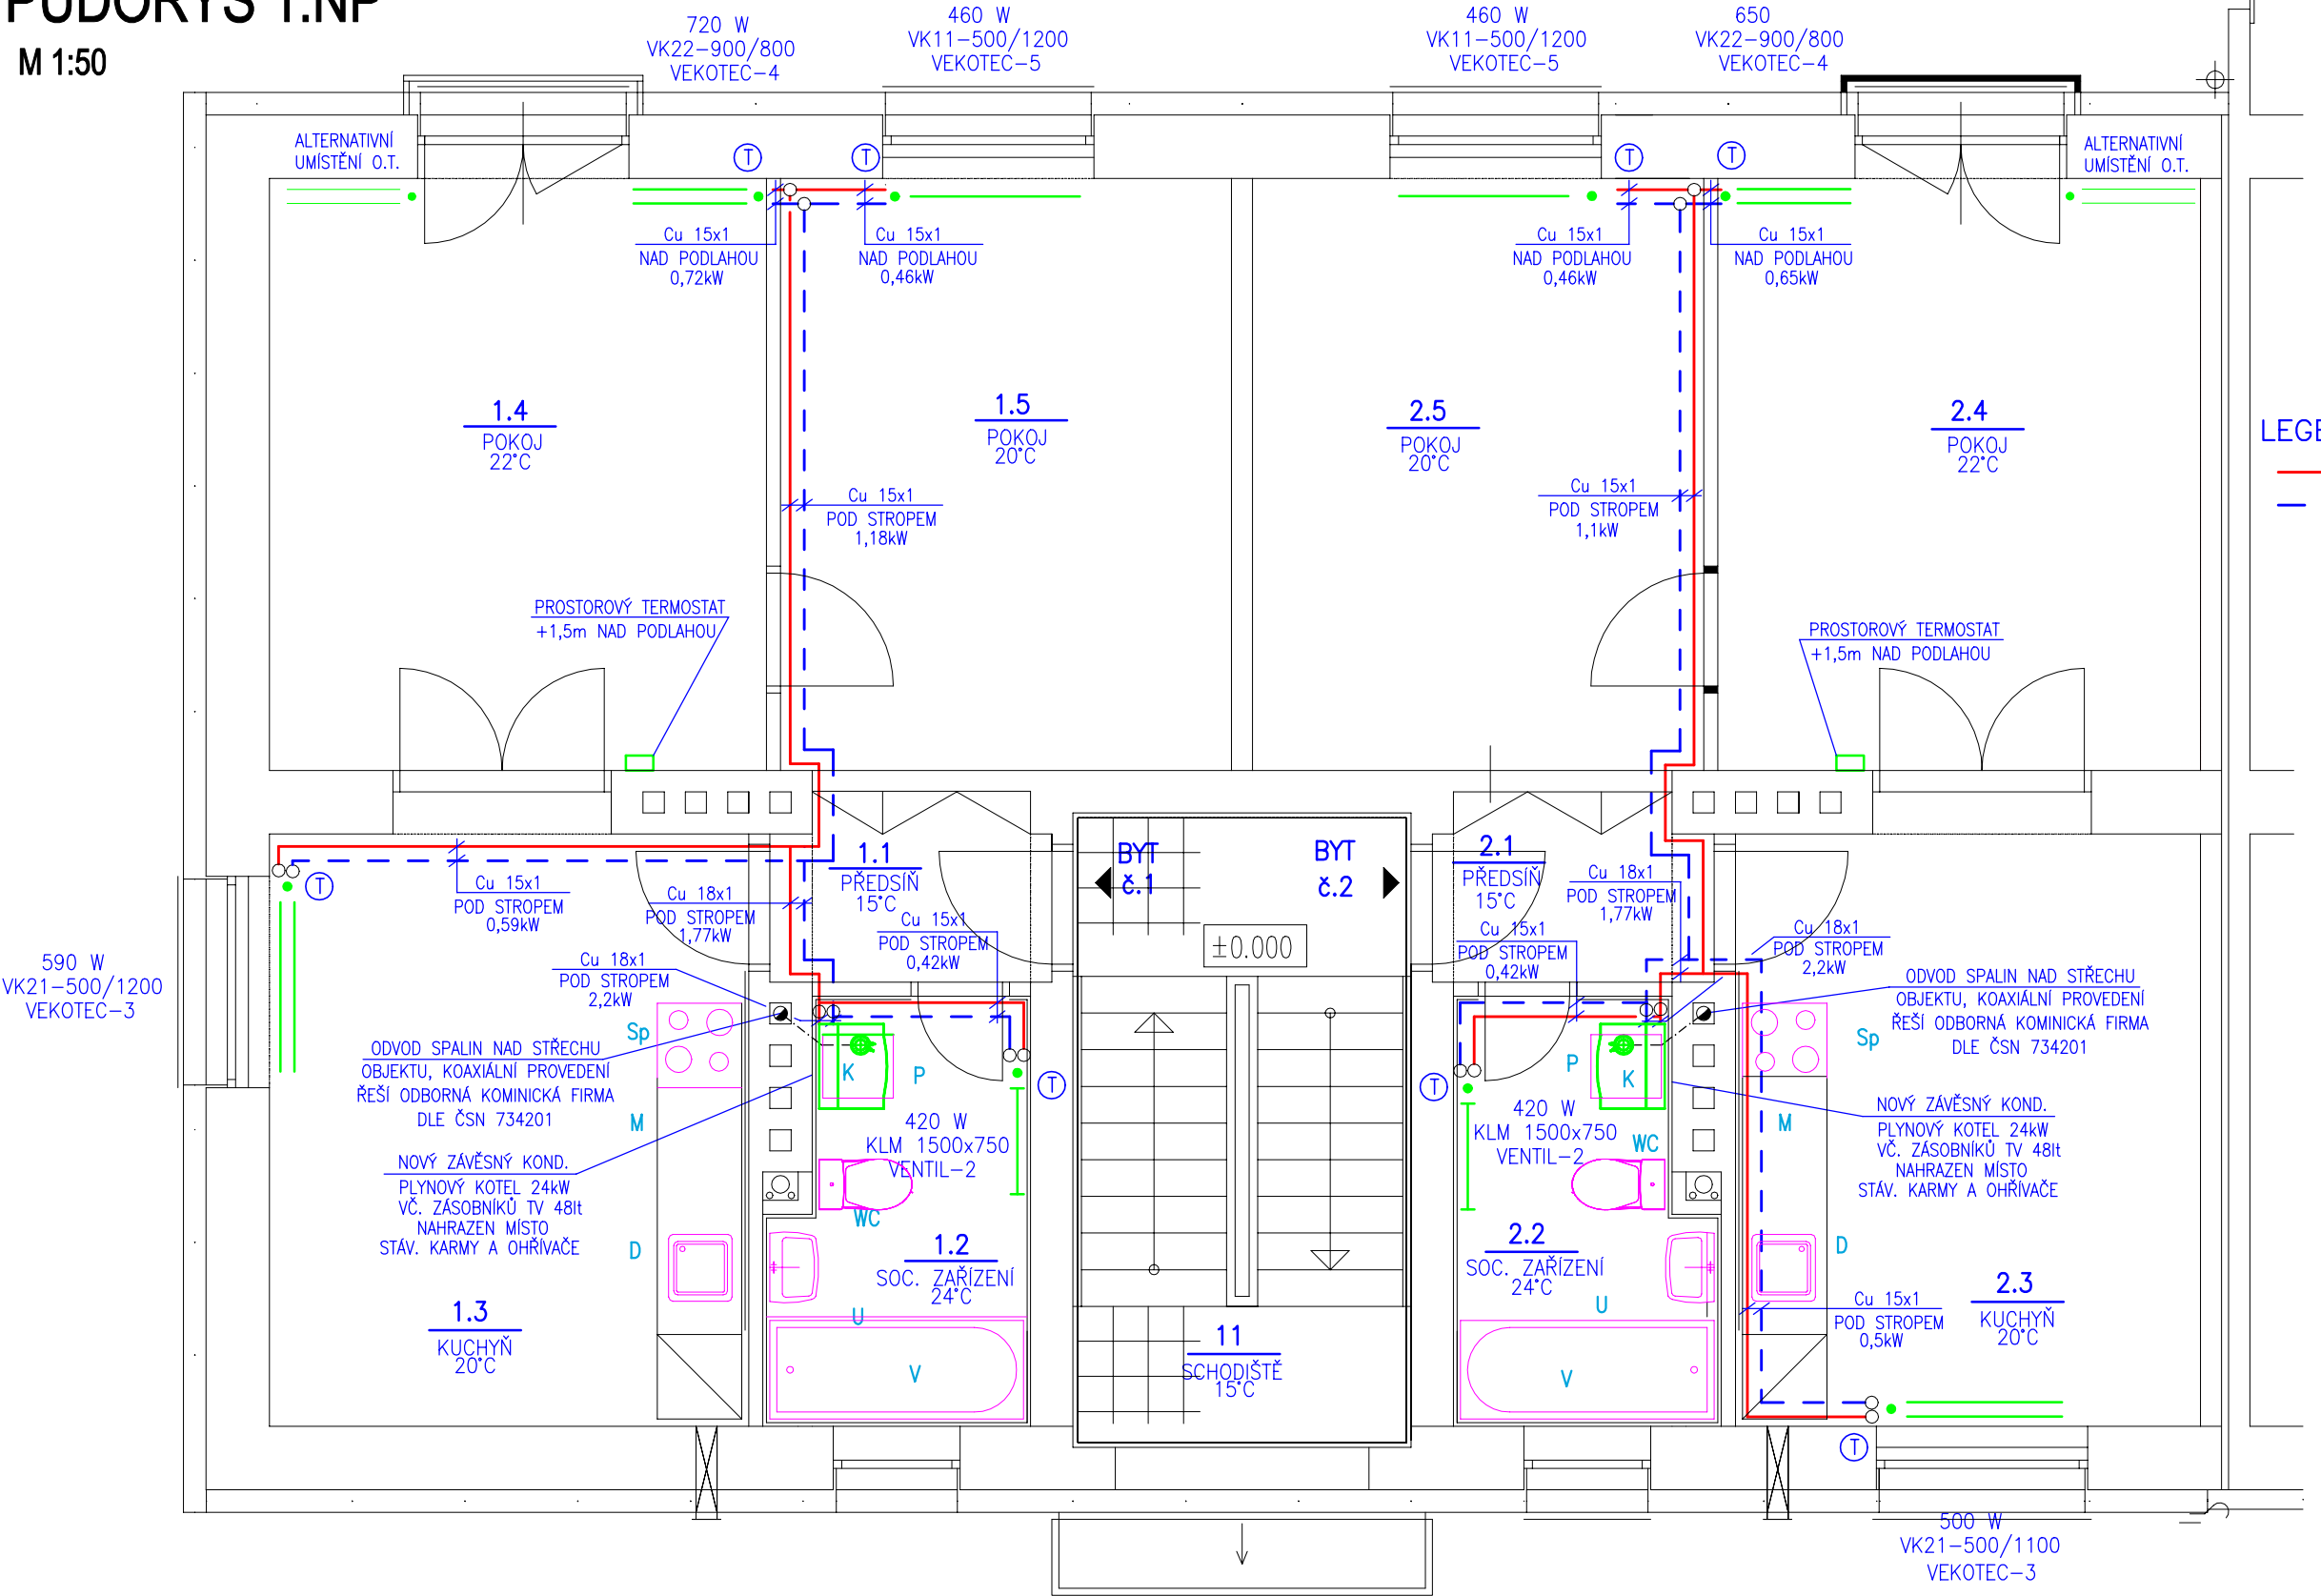 PŮDORYS 1.NP
M 1:50
720 W
VK22-900/800
VEKOTEC-4
460 W
VK11-500/1200
VEKOTEC-5
460 W
VK11-500/1200
VEKOTEC-5
650
VK22-900/800
VEKOTEC-4
ALTERNATIVNÍ
UMÍSTĚNÍ O.T.
T
T
T
T
ALTERNATIVNÍ
UMÍSTĚNÍ O.T.
Cu 15x1
NAD PODLAHOU
0,72kW
Cu 15x1
NAD PODLAHOU
0,46kW
Cu 15x1
NAD PODLAHOU
0,46kW
Cu 15x1
NAD PODLAHOU
0,65kW
1.4
POKOJ
22°C
1.5
POKOJ
20°C
2.5
POKOJ
20°C
2.4
POKOJ
22°C
Cu 15x1
POD STROPEM
1,18kW
Cu 15x1
POD STROPEM
1,1kW
PROSTOROVÝ TERMOSTAT
+1,5m NAD PODLAHOU
PROSTOROVÝ TERMOSTAT
+1,5m NAD PODLAHOU
1.1
PŘEDSÍŇ
15°C
BYT
č.1
BYT
č.2
2.1
PŘEDSÍŇ
15°C
T
Cu 15x1
POD STROPEM
0,59kW
Cu 18x1
POD STROPEM
1,77kW
Cu 15x1
POD STROPEM
0,42kW
Cu 18x1
POD STROPEM
1,77kW
Cu 15x1
POD STROPEM
0,42kW
Cu 18x1
POD STROPEM
2,2kW
±0.000
590 W
VK21-500/1200
VEKOTEC-3
Cu 18x1
POD STROPEM
2,2kW
ODVOD SPALIN NAD STŘECHU
OBJEKTU, KOAXIÁLNÍ PROVEDENÍ
ŘEŠÍ ODBORNÁ KOMINICKÁ FIRMA
DLE ČSN 734201
ODVOD SPALIN NAD STŘECHU
OBJEKTU, KOAXIÁLNÍ PROVEDENÍ
ŘEŠÍ ODBORNÁ KOMINICKÁ FIRMA
DLE ČSN 734201
Sp
K
P
T
T
P
K
Sp
M
420 W
KLM 1500x750
VENTIL-2
420 W
KLM 1500x750
VENTIL-2
WC
M
NOVÝ ZÁVĚSNÝ KOND.
PLYNOVÝ KOTEL 24kW
VČ. ZÁSOBNÍKŮ TV 48lt
NAHRAZEN MÍSTO
STÁV. KARMY A OHŘÍVAČE
NOVÝ ZÁVĚSNÝ KOND.
PLYNOVÝ KOTEL 24kW
VČ. ZÁSOBNÍKŮ TV 48lt
NAHRAZEN MÍSTO
STÁV. KARMY A OHŘÍVAČE
WC
D
1.2
SOC. ZAŘÍZENÍ
24°C
2.2
SOC. ZAŘÍZENÍ
24°C
D
1.3
KUCHYŇ
20°C
U
V
11
SCHODIŠTĚ
15°C
U
V
Cu 15x1
POD STROPEM
0,5kW
2.3
KUCHYŇ
20°C
T
500 W
VK21-500/1100
VEKOTEC-3